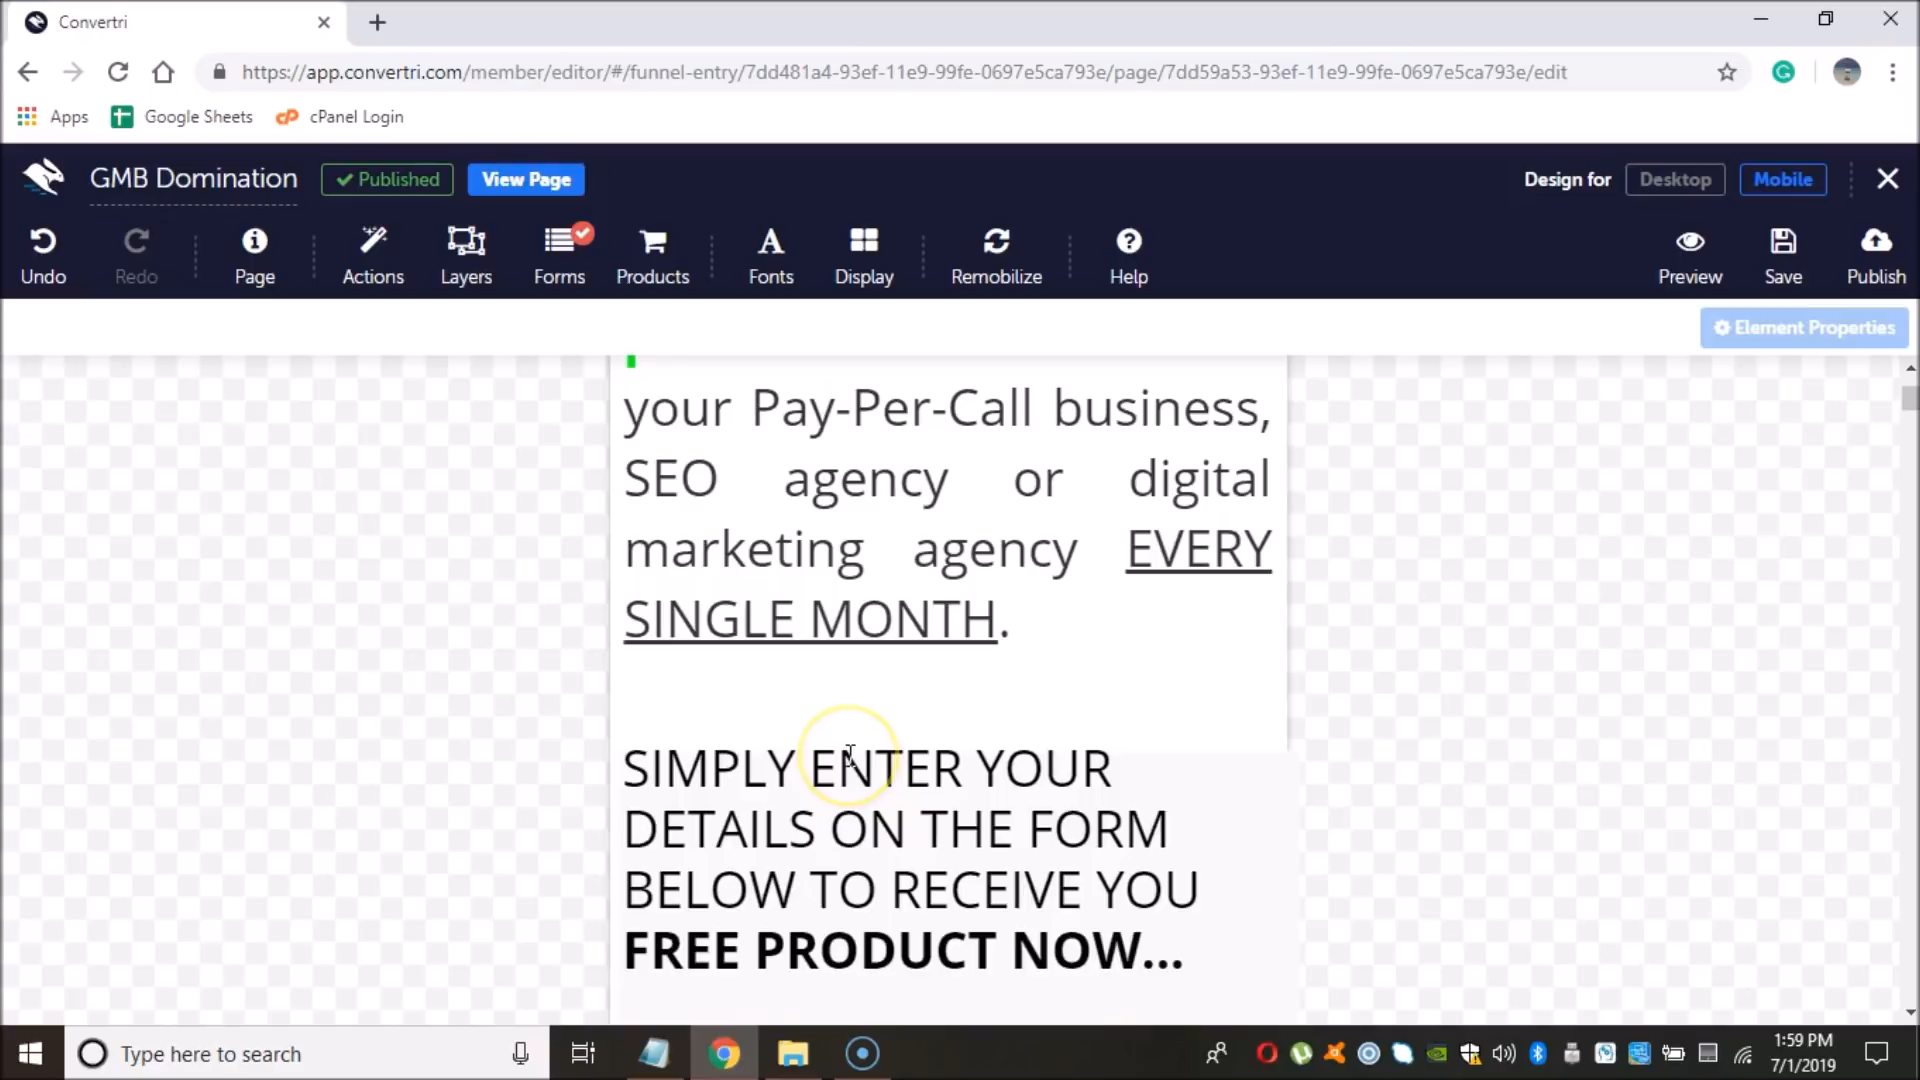 Convertri
https://app.convertri.com/member/editor/#/funnel-entry/7dd481a4-93ef-11e9-99fe-0697e5ca793e/page/7dd59a53-93ef-11e9-99fe-0697e5ca793e/edit
Apps Google Sheets cP cPanel Login
GMB Domination Published View Page Design for Desktop Mobile
Undo Redo Page Actions Layers Forms Products Fonts Display Remobilize Help Preview Save Publish
Element Properties
your Pay-Per-Call business,
SEO agency or digital
marketing agency EVERY
SINGLE MONTH.
SIMPLY ENTER YOUR
DETAILS ON THE FORM
BELOW TO RECEIVE YOU
FREE PRODUCT NOW...
Type here to search
1:59 PM
7/1/2019